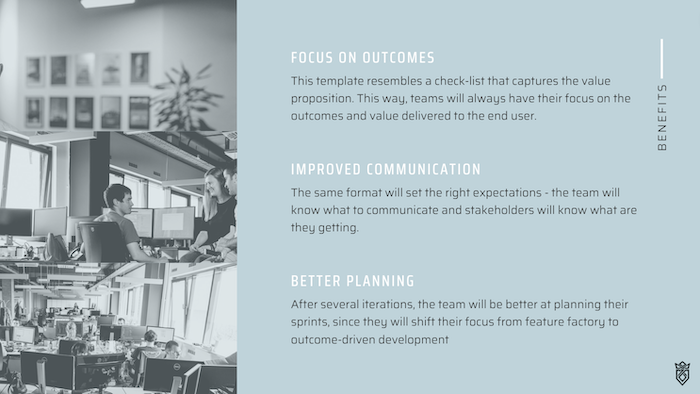 FOCUS ON OUTCOMES
This template resembles a check-list that captures the value
proposition. This way, teams will always have their focus on the
outcomes and value delivered to the end user.
IMPROVED COMMUNICATION
The same format will set the right expectations - the team will
know what to communicate and stakeholders will know what are
they getting.
BETTER PLANNING
After several iterations, the team will be better at planning their
sprints, since they will shift their focus from feature factory to
outcome-driven development
BENEFITS